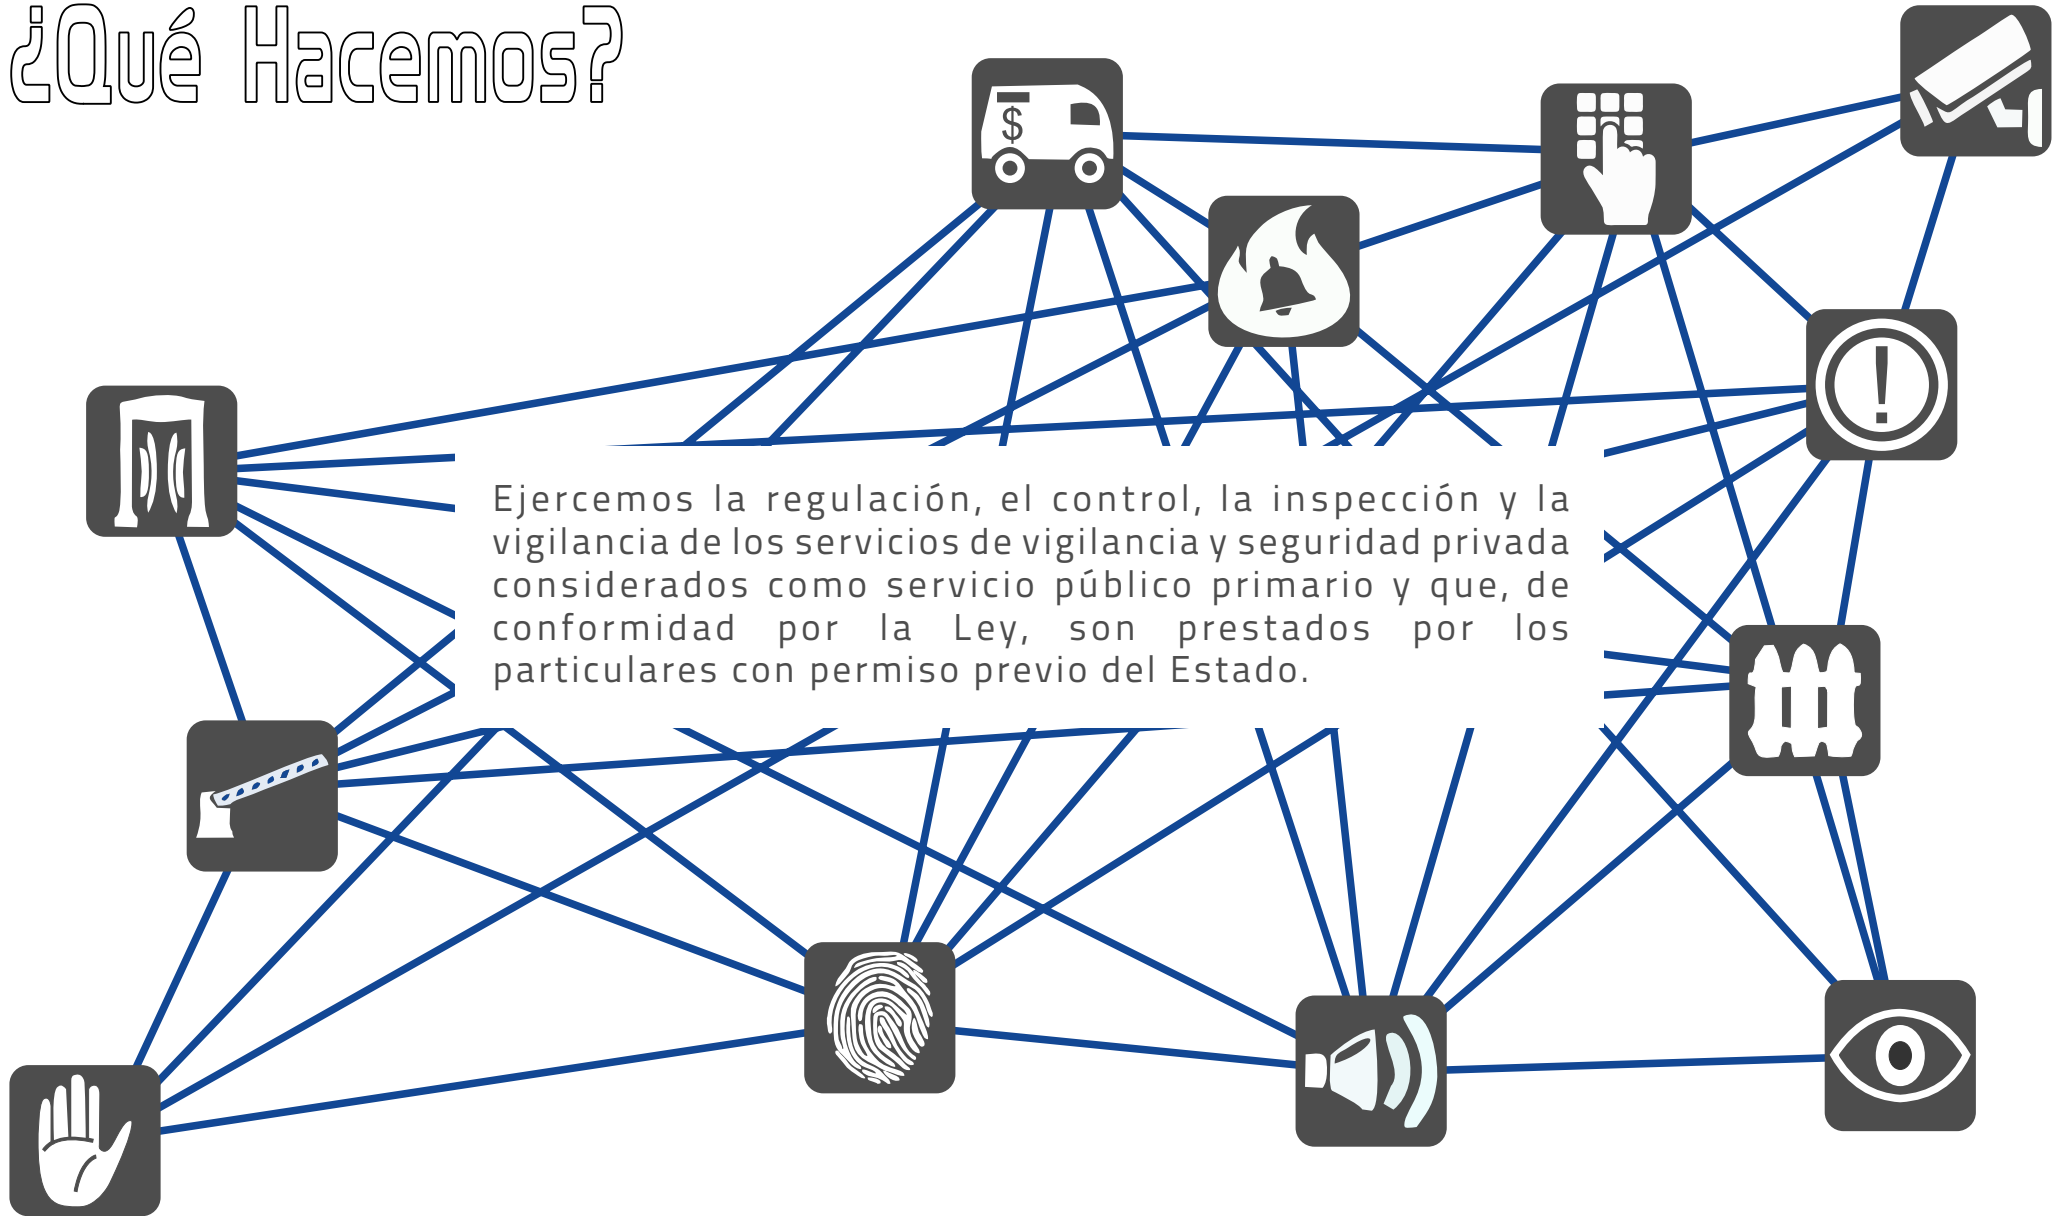 ¿Qué Hacemos?
$
!
Ejercemos la regulación, el control, la inspección y la
vigilancia de los servicios de vigilancia y seguridad privada
considerados como servicio público primario y que, de
conformidad por la Ley, son prestados por los
particulares con permiso previo del Estado.